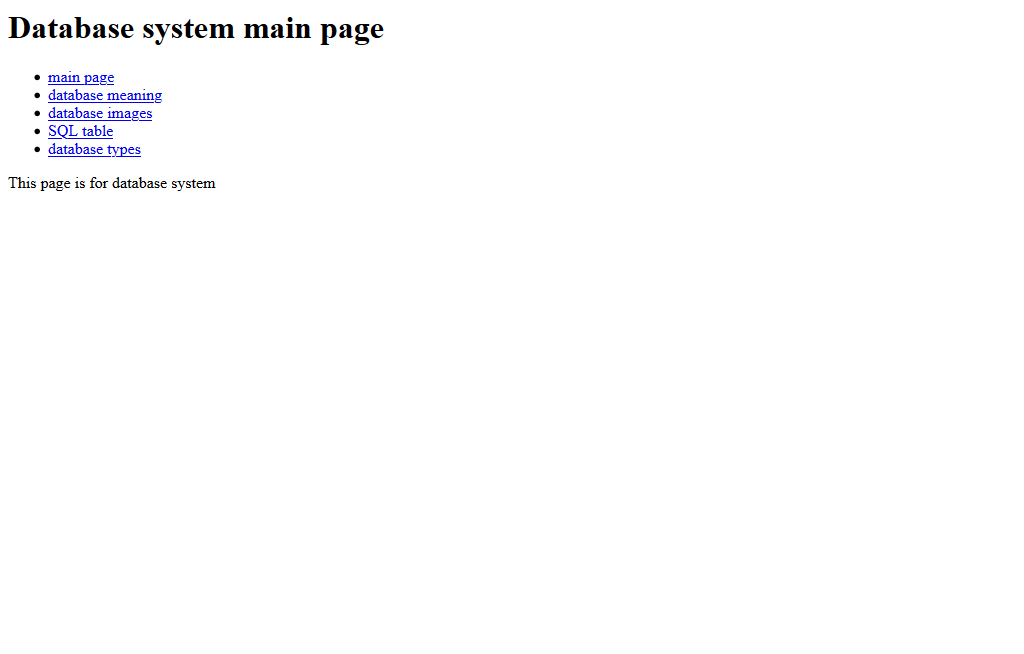 Database system main page
main page
database meaning
database images
SQL table
database types
This page is for database system